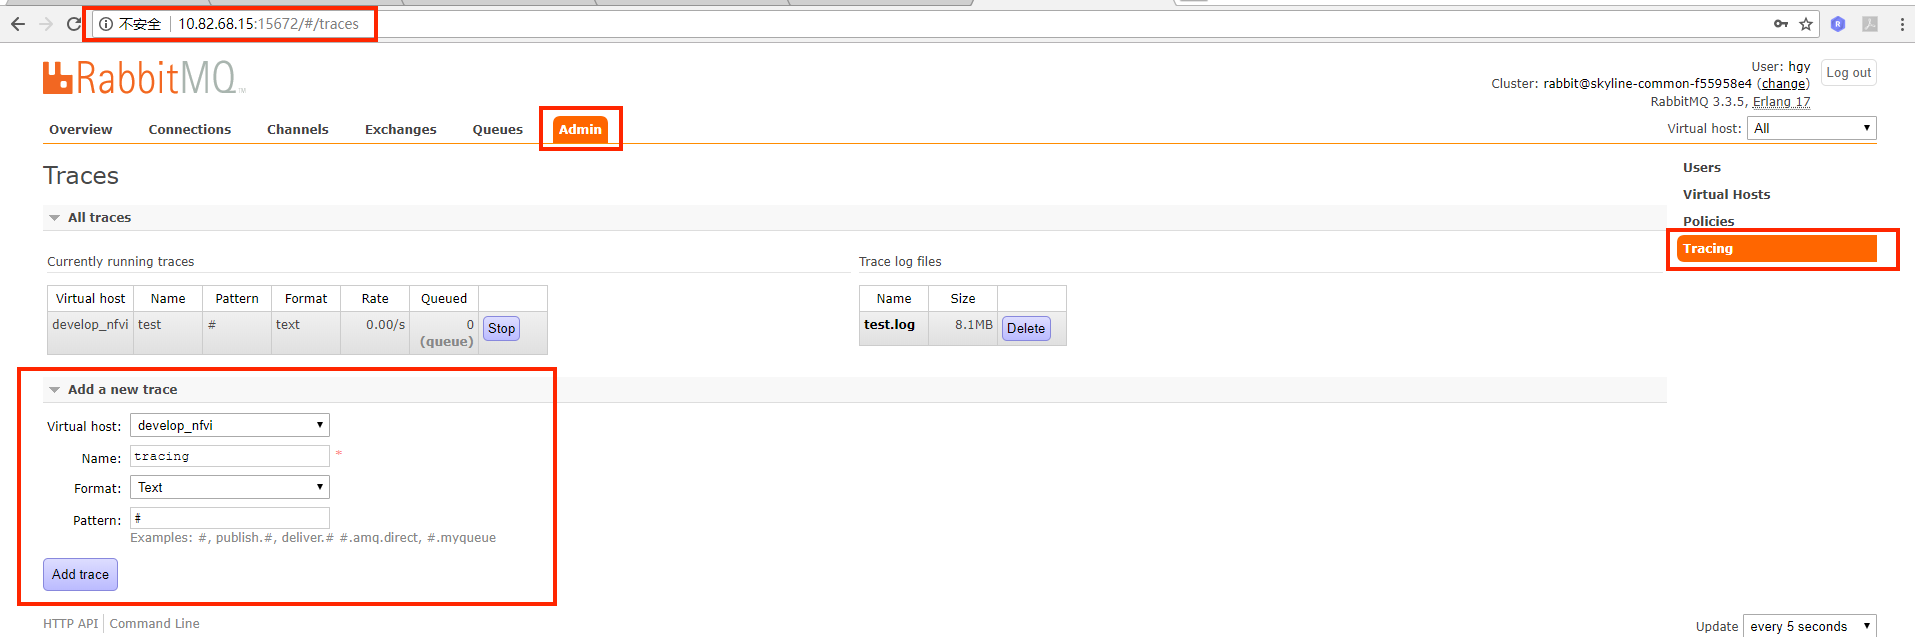 不安全 10.82.68.15:15672/#/traces
RabbitMQ™
User: hgy
Log out
Cluster: rabbit@skyline-common-f55958e4 (change)
RabbitMQ 3.3.5, Erlang 17
Overview Connections Channels Exchanges Queues Admin
Virtual host: All
Traces
Users
Virtual Hosts
Policies
Tracing
All traces
Currently running traces
Virtual host Name Pattern Format Rate Queued
develop_nfvi test # text 0.00/s 0 Stop
(queue)
Trace log files
Name Size
test.log 8.1MB Delete
Add a new trace
Virtual host: develop_nfvi
Name: tracing *
Format: Text
Pattern: #
Examples: #, publish.#, deliver.# #.amq.direct, #.myqueue
Add trace
HTTP API Command Line
Update every 5 seconds